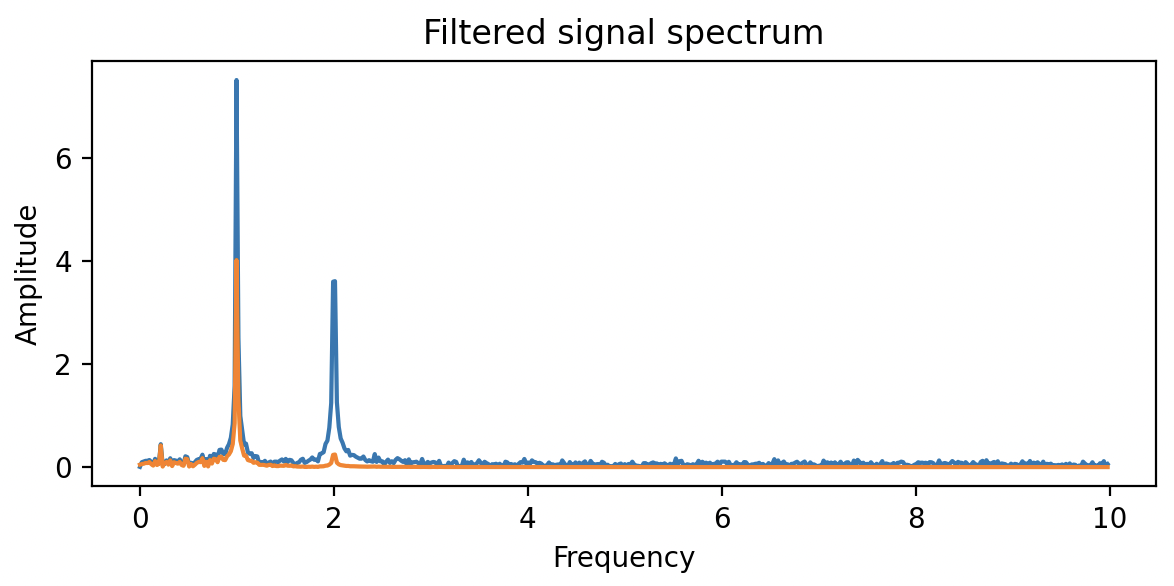 Filtered signal spectrum
Amplitude
6
4
2
0
0 2 4 6 8 10
Frequency